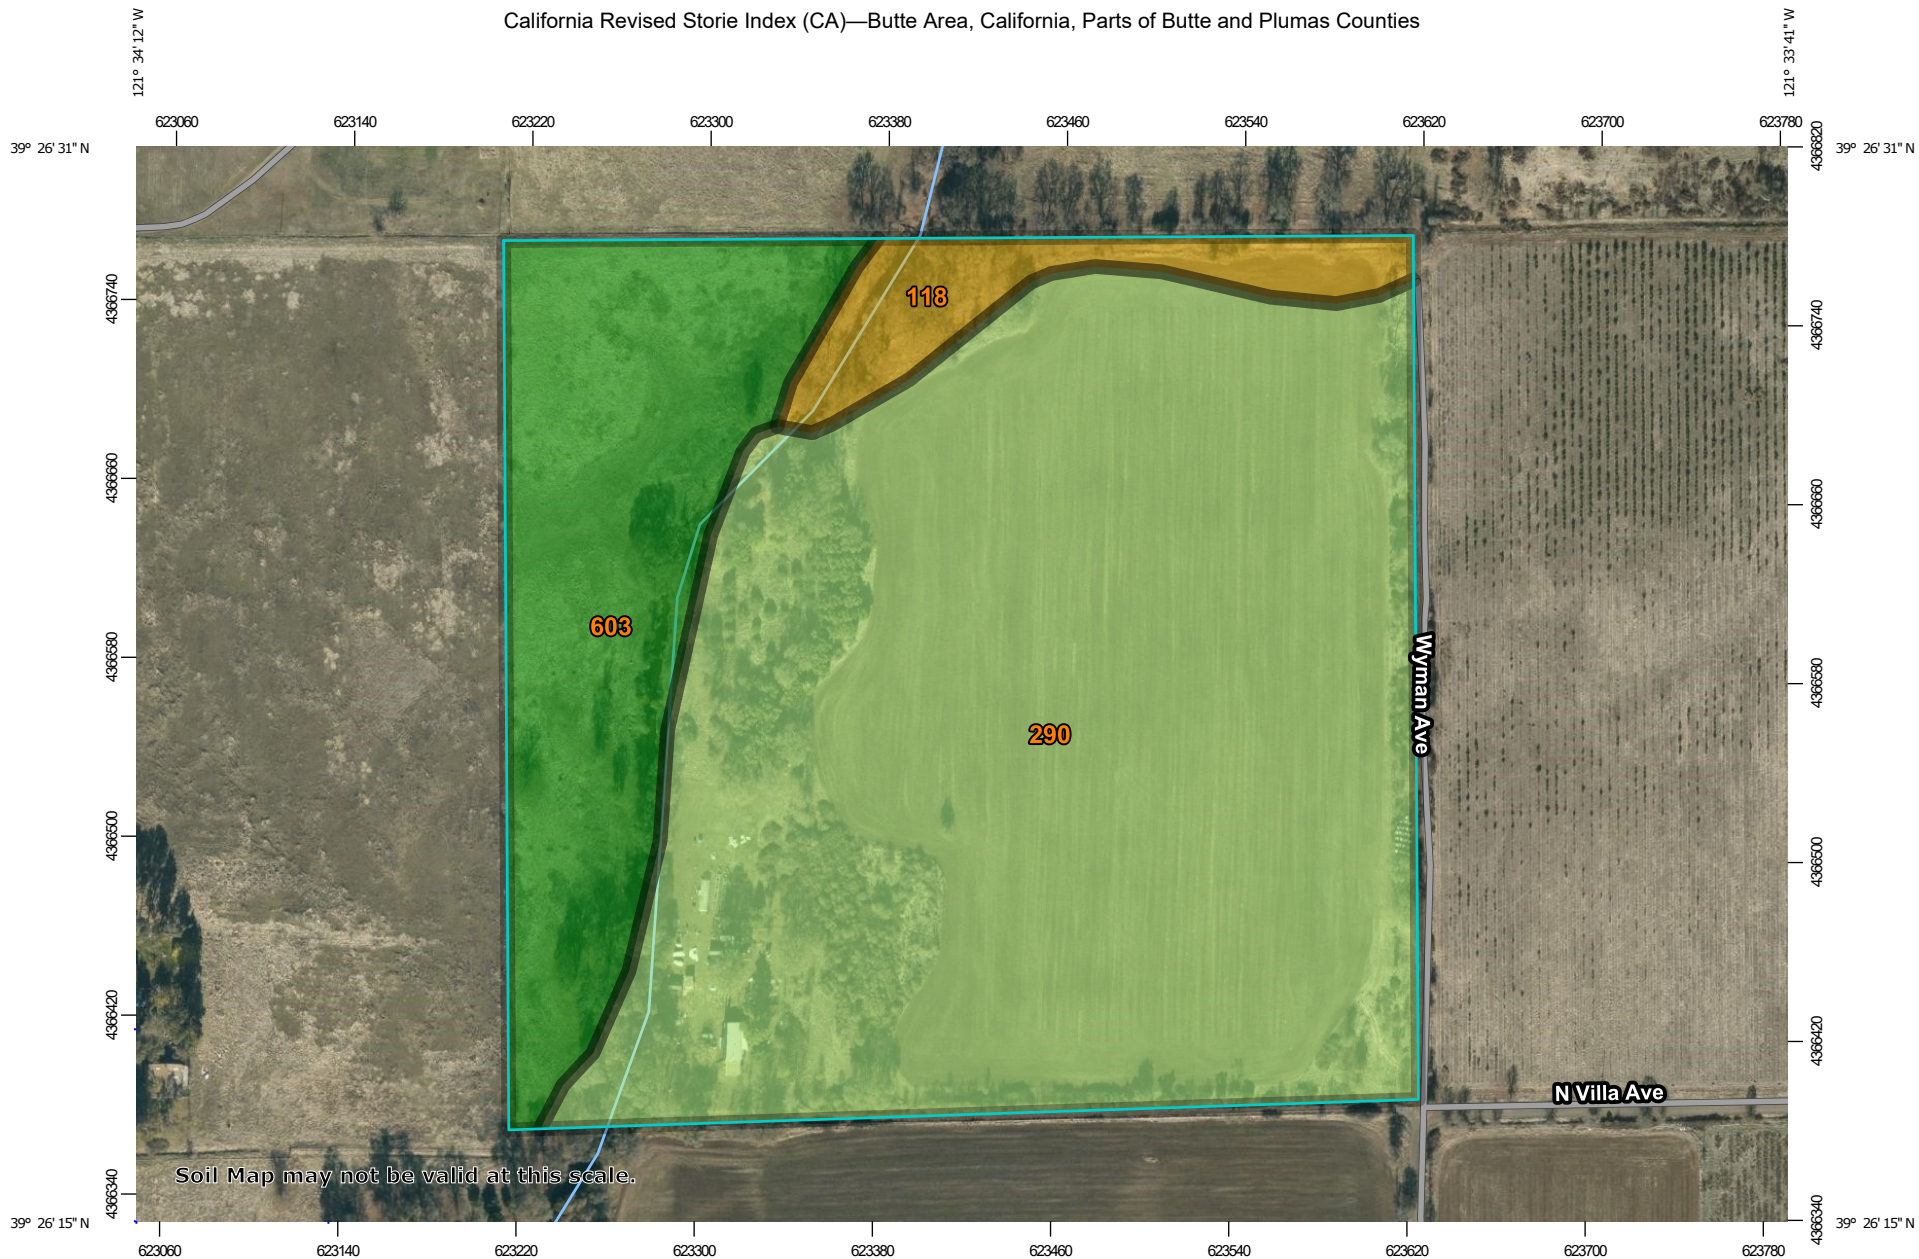 California Revised Storie Index (CA)—Butte Area, California, Parts of Butte and Plumas Counties
121° 34' 12'' W
121° 33' 41'' W
623060 623140 623220 623300 623380 623460 623540 623620 623700 623780
39° 26' 31'' N
39° 26' 31'' N
4366820
4366740
4366740
4366660
4366660
4366580
4366580
4366500
4366500
4366420
4366420
4366340
4366340
118
603
290
Wyman Ave
N Villa Ave
Soil Map may not be valid at this scale.
39° 26' 15'' N
39° 26' 15'' N
623060 623140 623220 623300 623380 623460 623540 623620 623700 623780